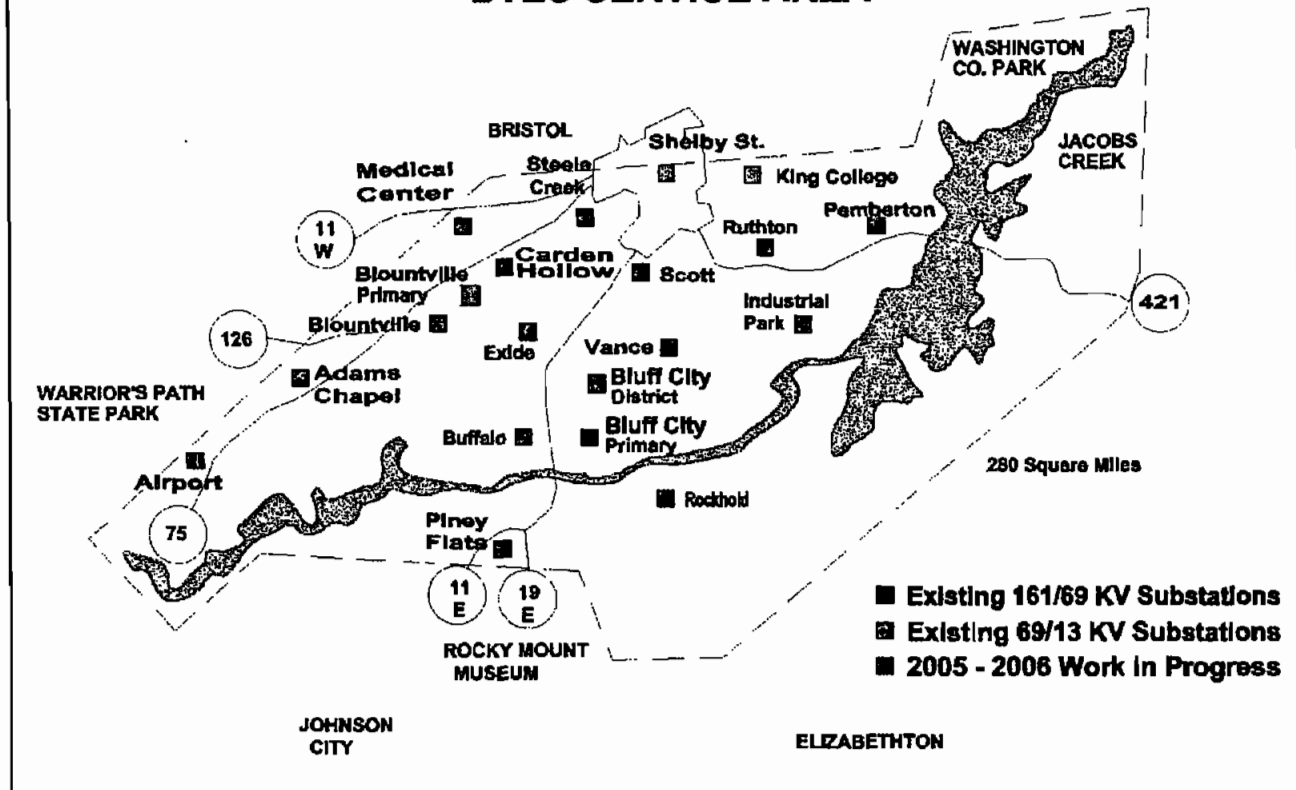 WASHINGTON
CO. PARK
JACOBS
CREEK
BRISTOL
Shelby St.
Steele
Creek
Medical
Center
King College
Pemberton
Ruthton
11
W
Carden
Hollow
Scott
Blountville
Primary
Industrial
Park
421
Blountville
126
Exide
Vance
Adams
Chapel
Bluff City
District
WARRIOR'S PATH
STATE PARK
Bluff City
Primary
Buffalo
280 Square Miles
Airport
Rockhold
75
Piney
Flats
11
E
19
E
Existing 161/69 KV Substations
Existing 69/13 KV Substations
2005 - 2006 Work in Progress
ROCKY MOUNT
MUSEUM
JOHNSON
CITY
ELIZABETHTON